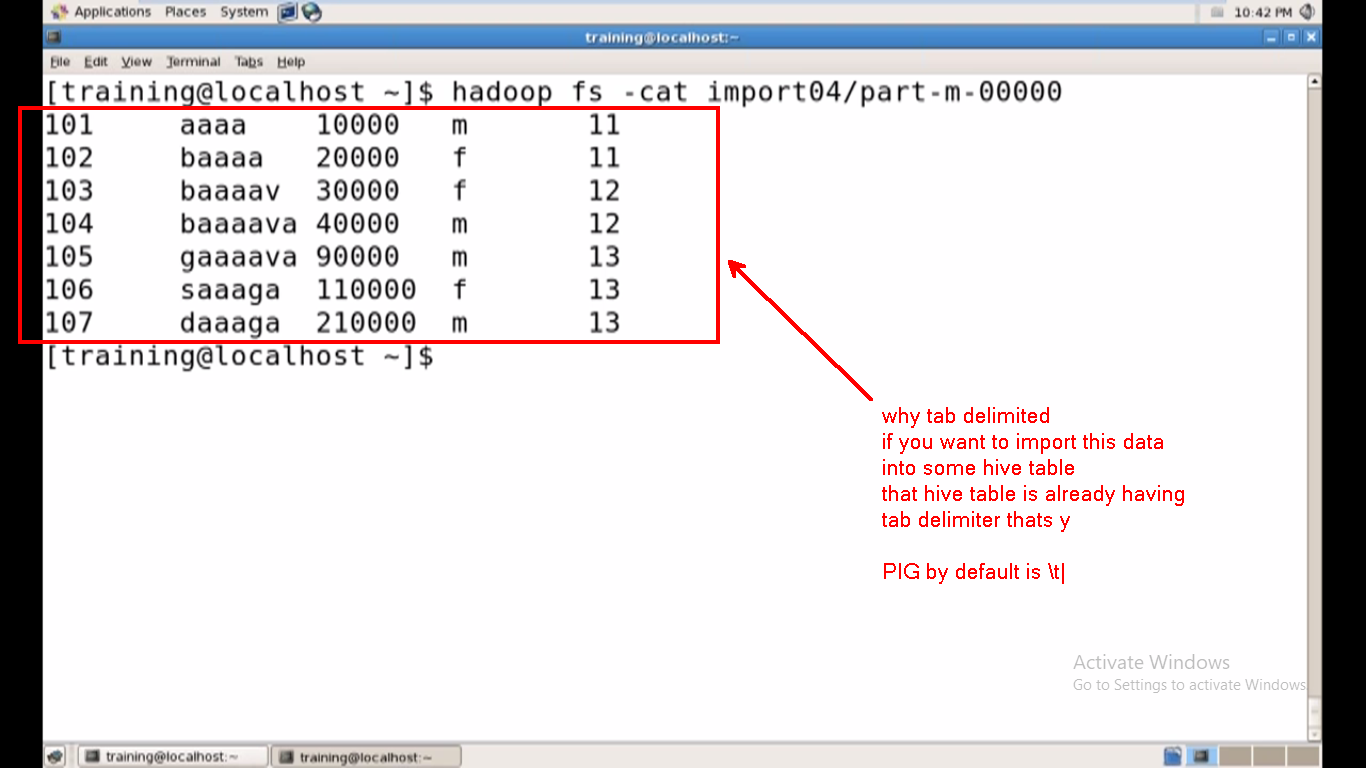 Applications Places System 10:42 PM
training@localhost:~
File Edit View Terminal Tabs Help
[training@localhost ~]$ hadoop fs -cat import04/part-m-00000
101 aaaa 10000 m 11
102 baaaa 20000 f 11
103 baaaav 30000 f 12
104 baaaava 40000 m 12
105 gaaaava 90000 m 13
106 saaaga 110000 f 13
107 daaaga 210000 m 13
[training@localhost ~]$
why tab delimited
if you want to import this data
into some hive table
that hive table is already having
tab delimiter thats y
PIG by default is \t|
Activate Windows
Go to Settings to activate Windows
training@localhost:~ training@localhost:~